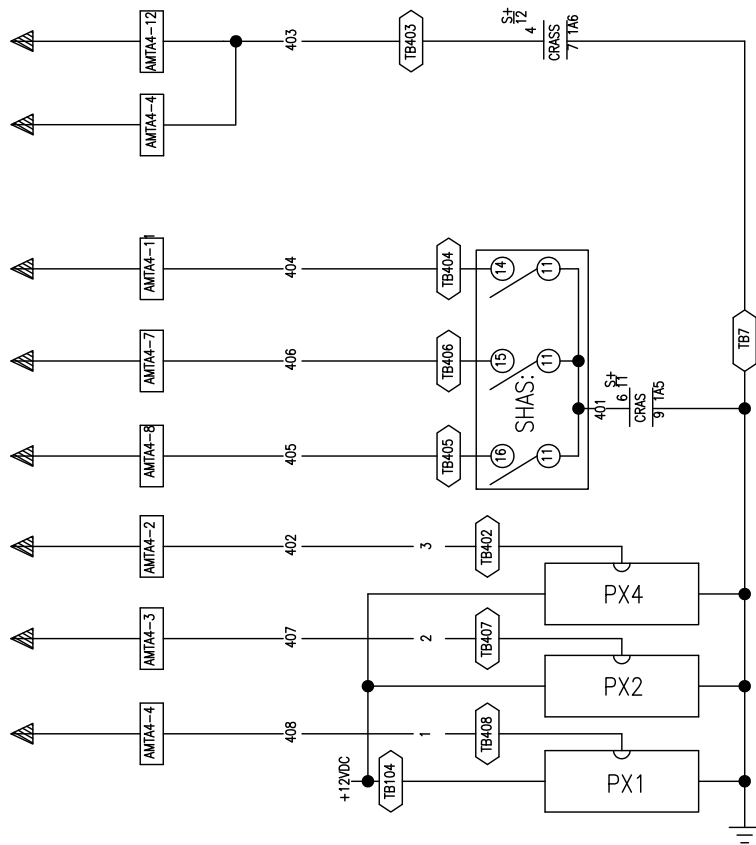 AMTA4-12
403
TB403
S+
12
4
CRASS
7
1A6
AMTA4-4
AMTA4-11
404
TB404
14
11
AMTA4-7
406
TB406
15
11
SHAS:
TB7
401
S+
11
6
CRAS
9
1A5
AMTA4-8
405
TB405
16
11
AMTA4-2
402
3
TB402
PX4
AMTA4-3
407
2
TB407
PX2
AMTA4-4
408
1
TB408
+12VDC
TB104
PX1